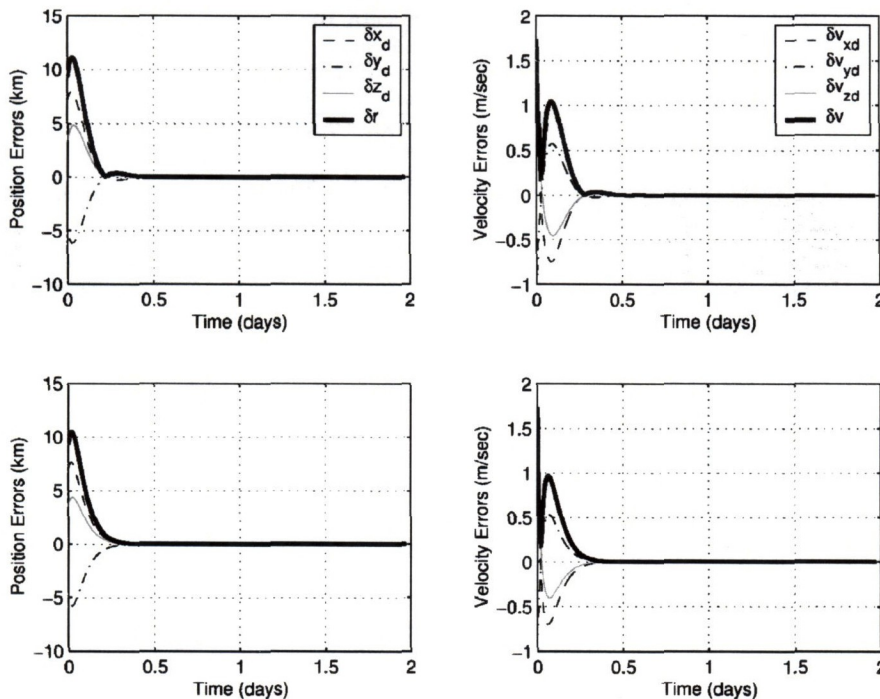 15
10
5
0
−5
−10
Position Errors (km)
0
0.5
1
1.5
2
Time (days)
δx_d
δy_d
δz_d
δr
2
1.5
1
0.5
0
−0.5
−1
Velocity Errors (m/sec)
0
0.5
1
1.5
2
Time (days)
δv_xd
δv_yd
δv_zd
δv
15
10
5
0
−5
−10
Position Errors (km)
0
0.5
1
1.5
2
Time (days)
2
1.5
1
0.5
0
−0.5
−1
Velocity Errors (m/sec)
0
0.5
1
1.5
2
Time (days)